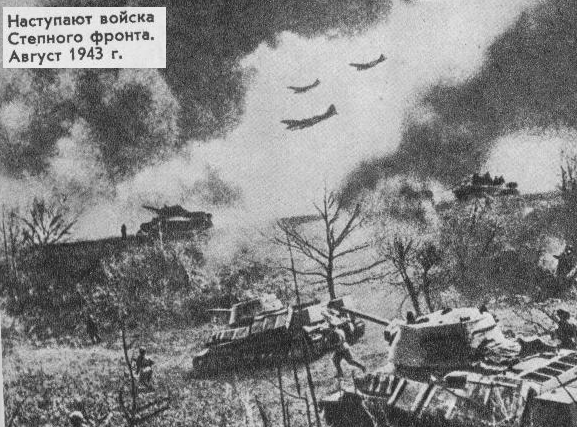 Наступают войска
Степного фронта.
Август 1943 г.